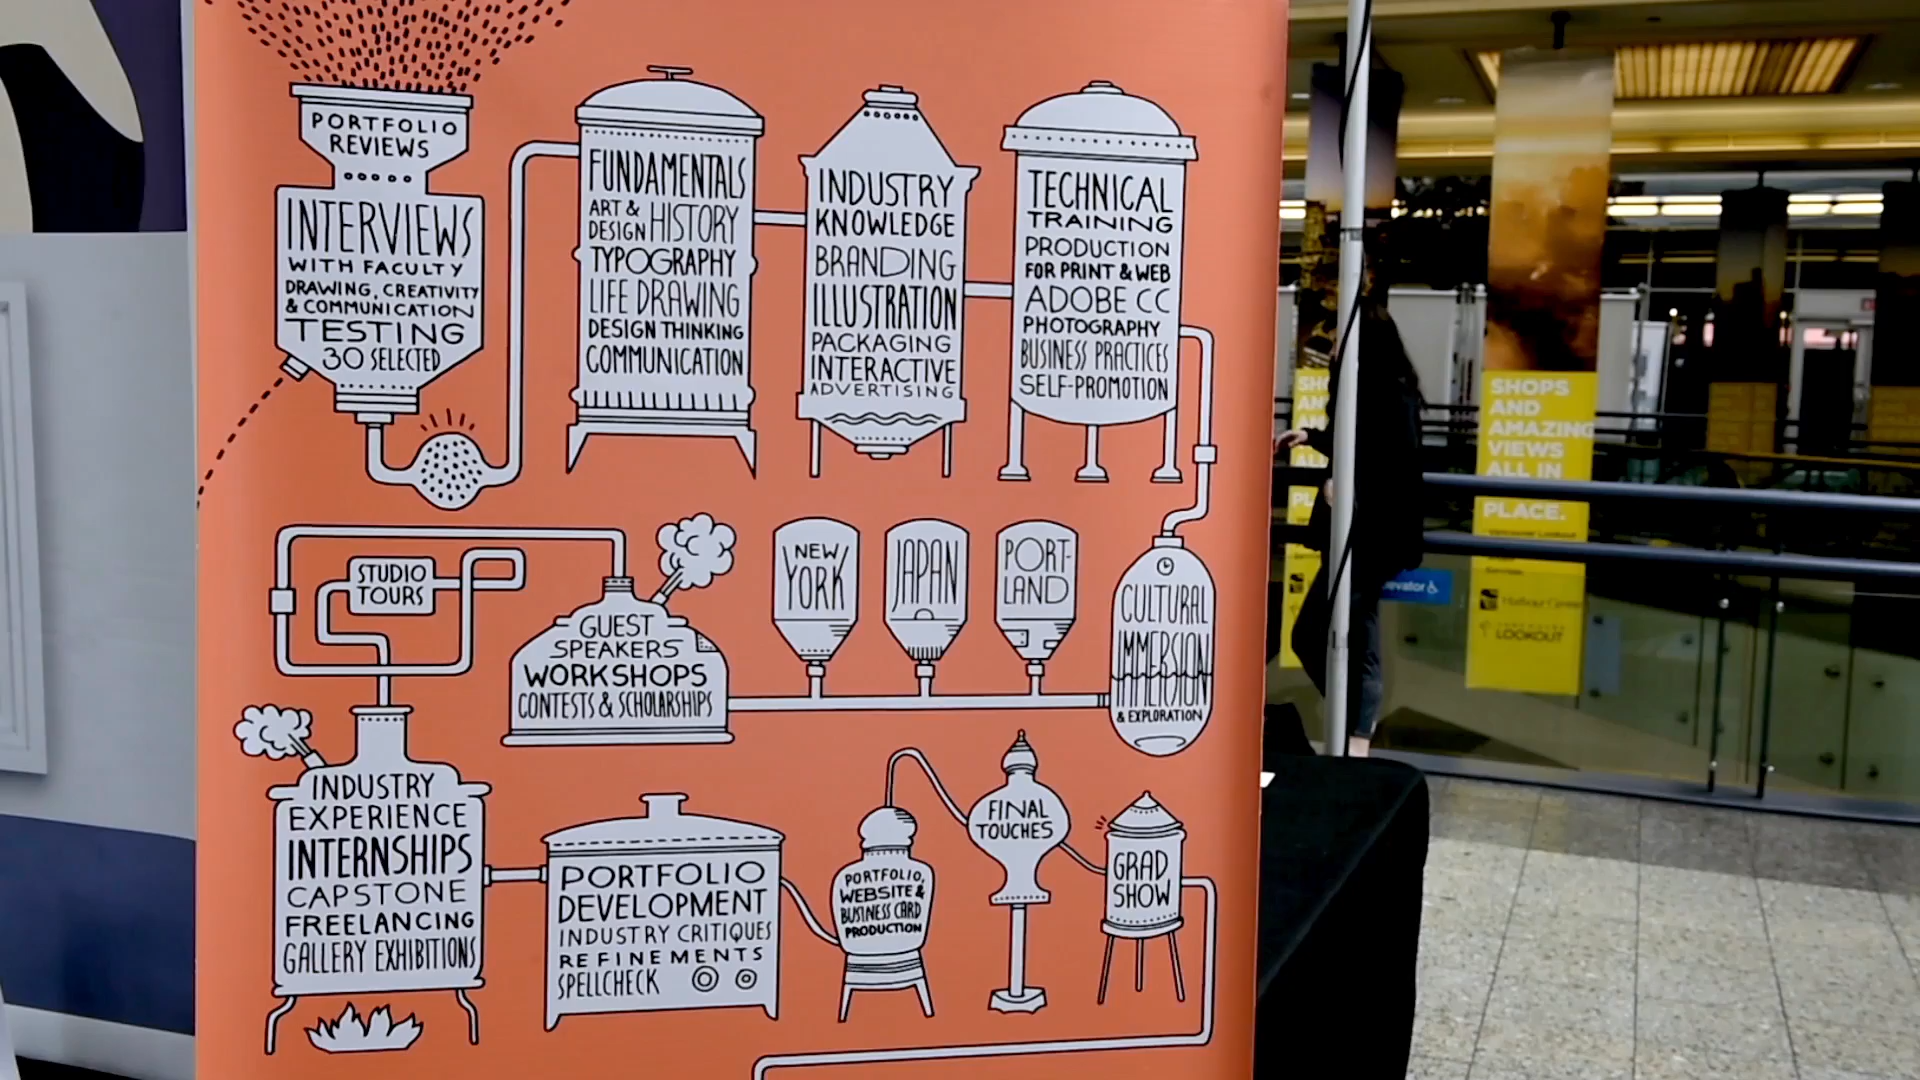 PORTFOLIO
REVIEWS
INTERVIEWS
WITH FACULTY
DRAWING, CREATIVITY
& COMMUNICATION
TESTING
30 SELECTED
FUNDAMENTALS
ART &
DESIGN HISTORY
TYPOGRAPHY
LIFE DRAWING
DESIGN THINKING
COMMUNICATION
INDUSTRY
KNOWLEDGE
BRANDING
ILLUSTRATION
PACKAGING
INTERACTIVE
ADVERTISING
TECHNICAL
TRAINING
PRODUCTION
FOR PRINT & WEB
ADOBE CC
PHOTOGRAPHY
BUSINESS PRACTICES
SELF-PROMOTION
STUDIO
TOURS
GUEST
SPEAKERS
WORKSHOPS
CONTESTS & SCHOLARSHIPS
NEW
YORK
JAPAN
PORT-
LAND
CULTURAL
IMMERSION
IMMERSION
& EXPLORATION
INDUSTRY
EXPERIENCE
INTERNSHIPS
CAPSTONE
FREELANCING
GALLERY EXHIBITIONS
PORTFOLIO
DEVELOPMENT
INDUSTRY CRITIQUES
REFINEMENTS
SPELLCHECK
PORTFOLIO,
WEBSITE &
BUSINESS CARD
PRODUCTION
FINAL
TOUCHES
GRAD
SHOW
SHOPS
AND
AMAZING
VIEWS
ALL IN
PLACE.
Harbour Centre
LOOKOUT